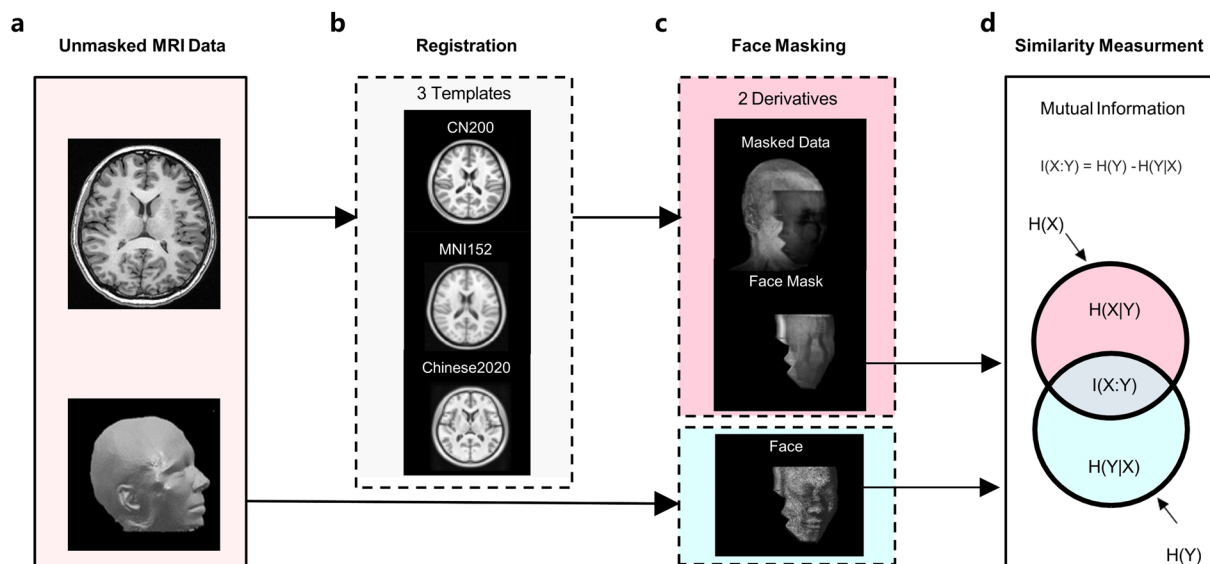 a
Unmasked MRI Data
b
Registration
3 Templates
CN200
MNI152
Chinese2020
c
Face Masking
2 Derivatives
Masked Data
Face Mask
Face
d
Similarity Measurment
Mutual Information
I(X:Y) = H(Y) -H(Y|X)
H(X)
H(X|Y)
I(X:Y)
H(Y|X)
H(Y)